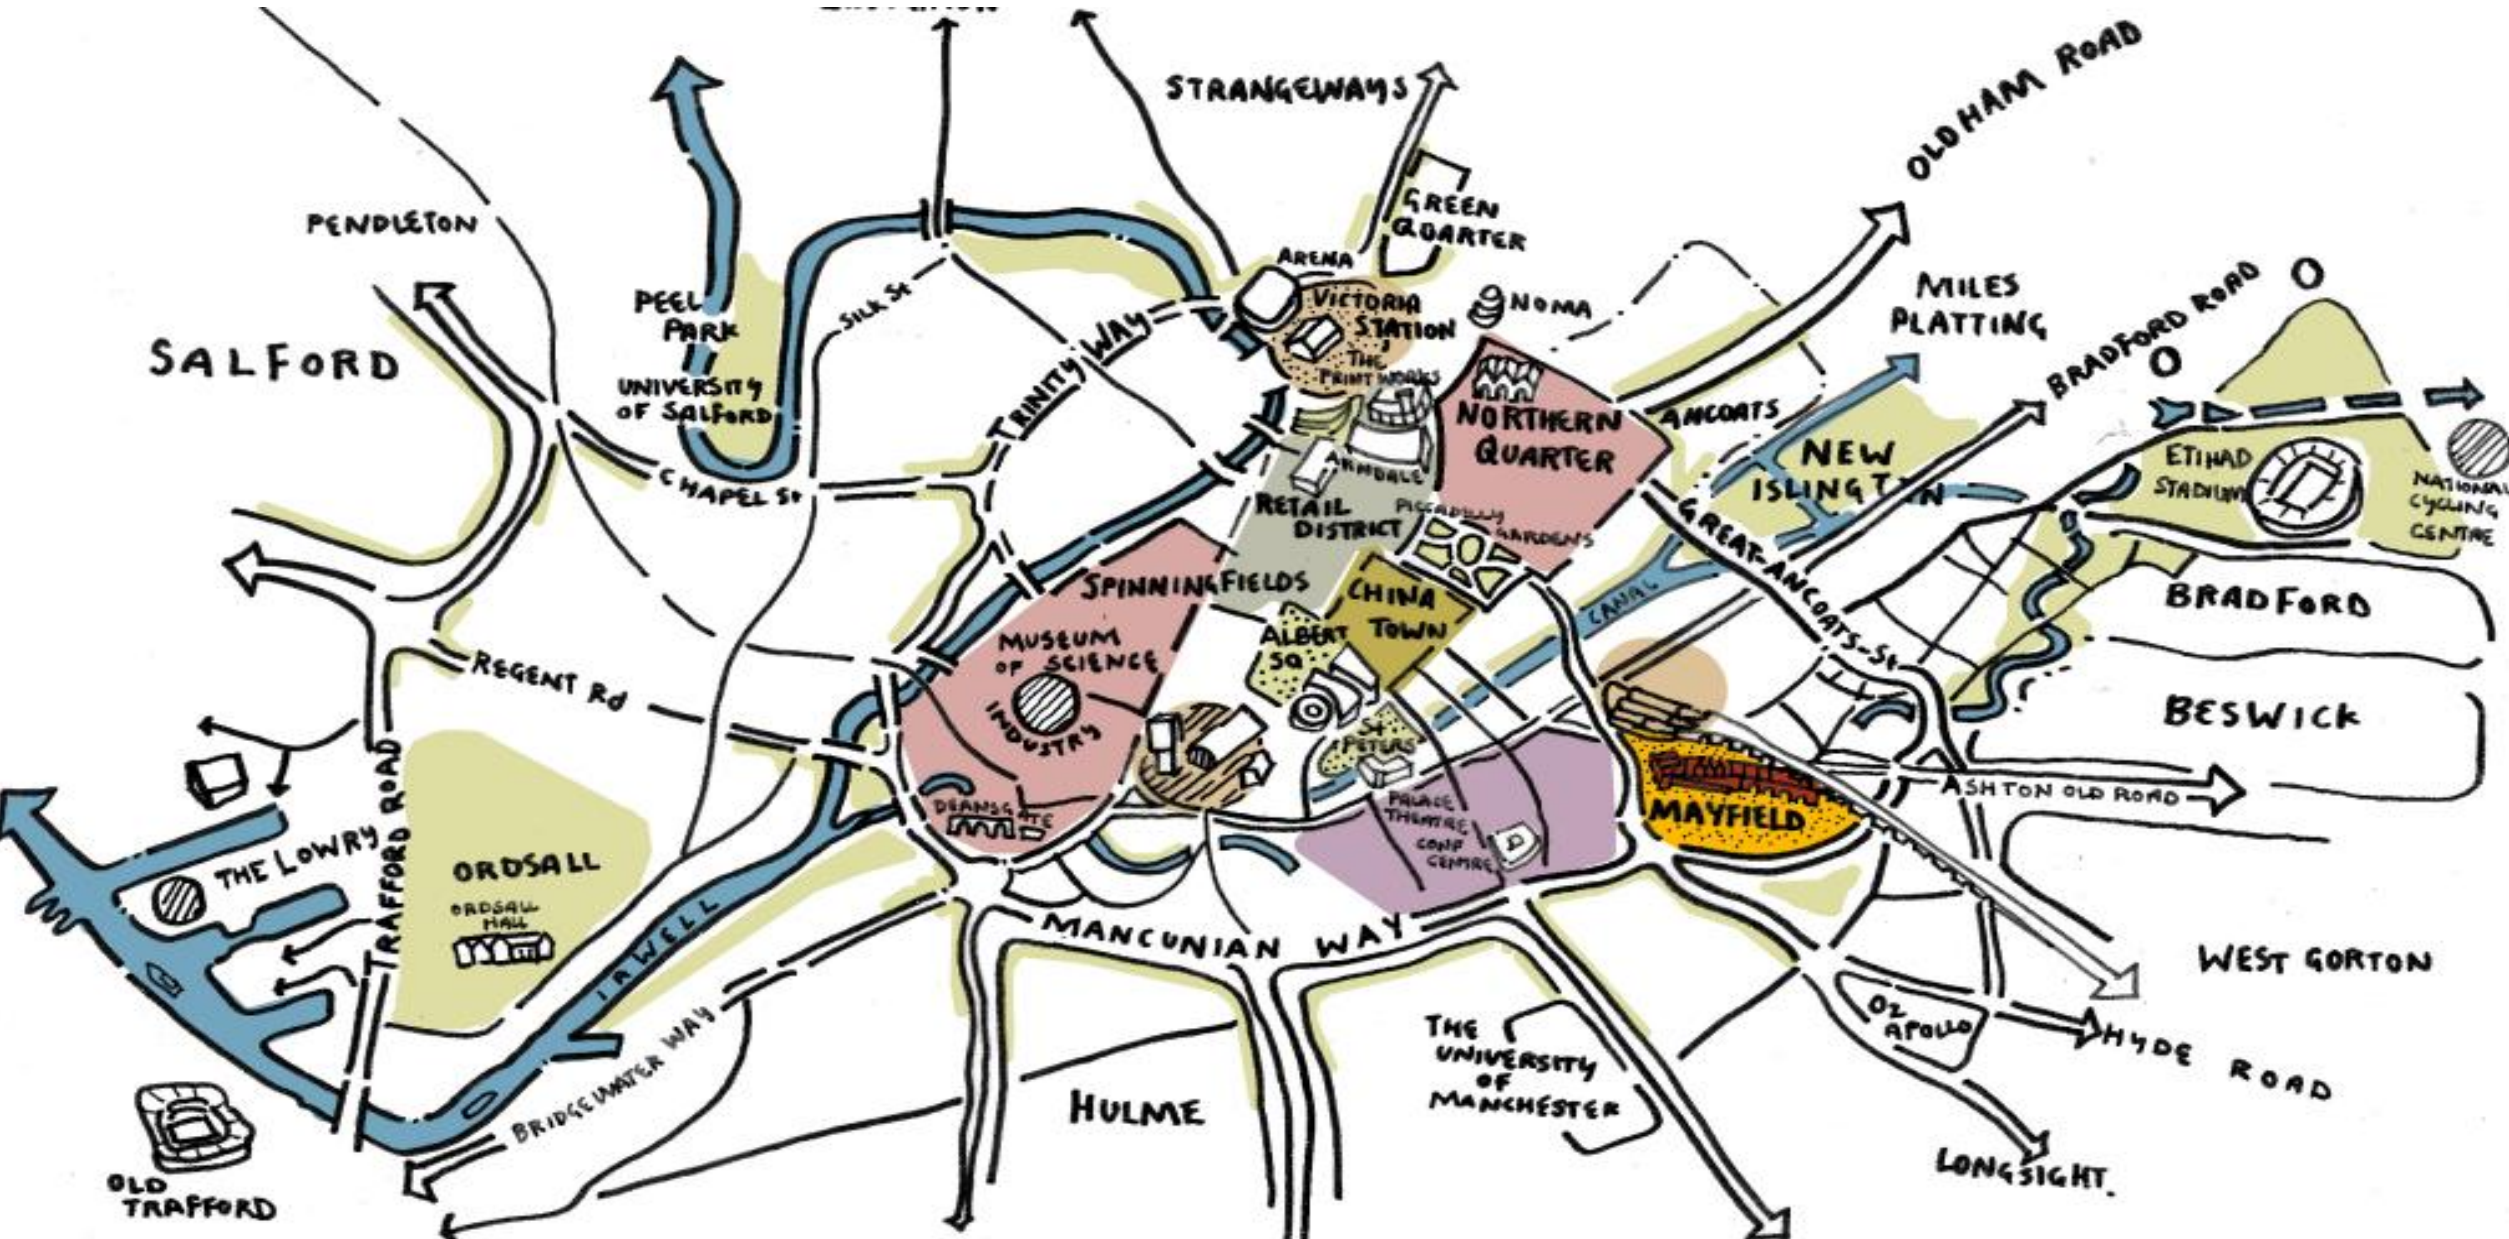 STRANGEWAYS
OLDHAM ROAD
GREEN
QUARTER
PENDLETON
ARENA
PEEL
PARK
SILK St
VICTORIA
STATION
NOMA
MILES
PLATTING
BRADFORD ROAD
SALFORD
TRINITY WAY
THE
PRINTWORKS
UNIVERSITY
OF SALFORD
NORTHERN
QUARTER
ANCOATS
NEW
ISLINGTON
ETIHAD
STADIUM
NATIONAL
CYCLING
CENTRE
CHAPEL St
ARNDALE
RETAIL
DISTRICT
PICCADILLY
GARDENS
GREAT-ANCOATS-St
SPINNINGFIELDS
CHINA
TOWN
CANAL
BRADFORD
ALBERT
SQ
MUSEUM
OF SCIENCE
INDUSTRY
REGENT Rd
BESWICK
St
PETERS
DEANSGATE
PALACE
THEATRE
CONF
CENTRE
MAYFIELD
ASHTON OLD ROAD
THE LOWRY
TRAFFORD ROAD
ORDSALL
ORDSALL
HALL
IRWELL
MANCUNIAN WAY
WEST GORTON
BRIDGEWATER WAY
THE
UNIVERSITY
OF
MANCHESTER
O2
APOLLO
HYDE ROAD
HULME
LONGSIGHT.
OLD
TRAFFORD